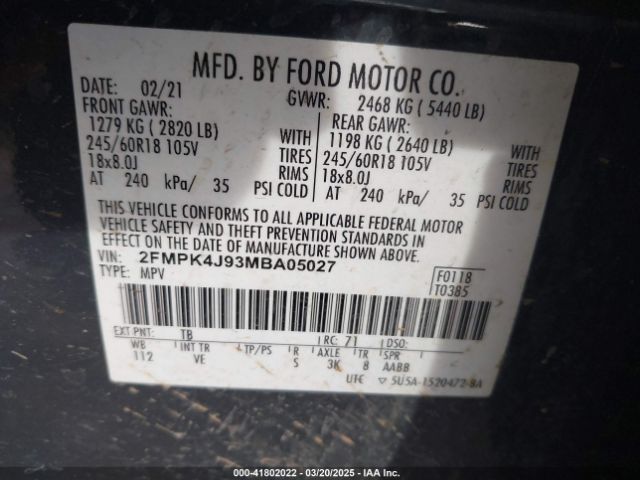 MFD. BY FORD MOTOR CO.
DATE: 02/21 GVWR: 2468 KG ( 5440 LB)
FRONT GAWR: REAR GAWR:
1279 KG ( 2820 LB) WITH 1198 KG ( 2640 LB) WITH
245/60R18 105V TIRES 245/60R18 105V TIRES
18x8.0J RIMS 18x8.0J RIMS
AT 240 kPa/ 35 PSI COLD AT 240 kPa/ 35 PSI COLD
THIS VEHICLE CONFORMS TO ALL APPLICABLE FEDERAL MOTOR
VEHICLE SAFETY AND THEFT PREVENTION STANDARDS IN
EFFECT ON THE DATE OF MANUFACTURE SHOWN ABOVE.
VIN: 2FMPK4J93MBA05027 F0118
TYPE: MPV T0385
EXT PNT: TB RC: 71 DSO:
WB INT TR TP/PS R AXLE TR SPR
112 VE S 3K 8 AABB
UTC ▽ 5U5A-1520472-BA
000-41802022 - 03/20/2025 - IAA Inc.